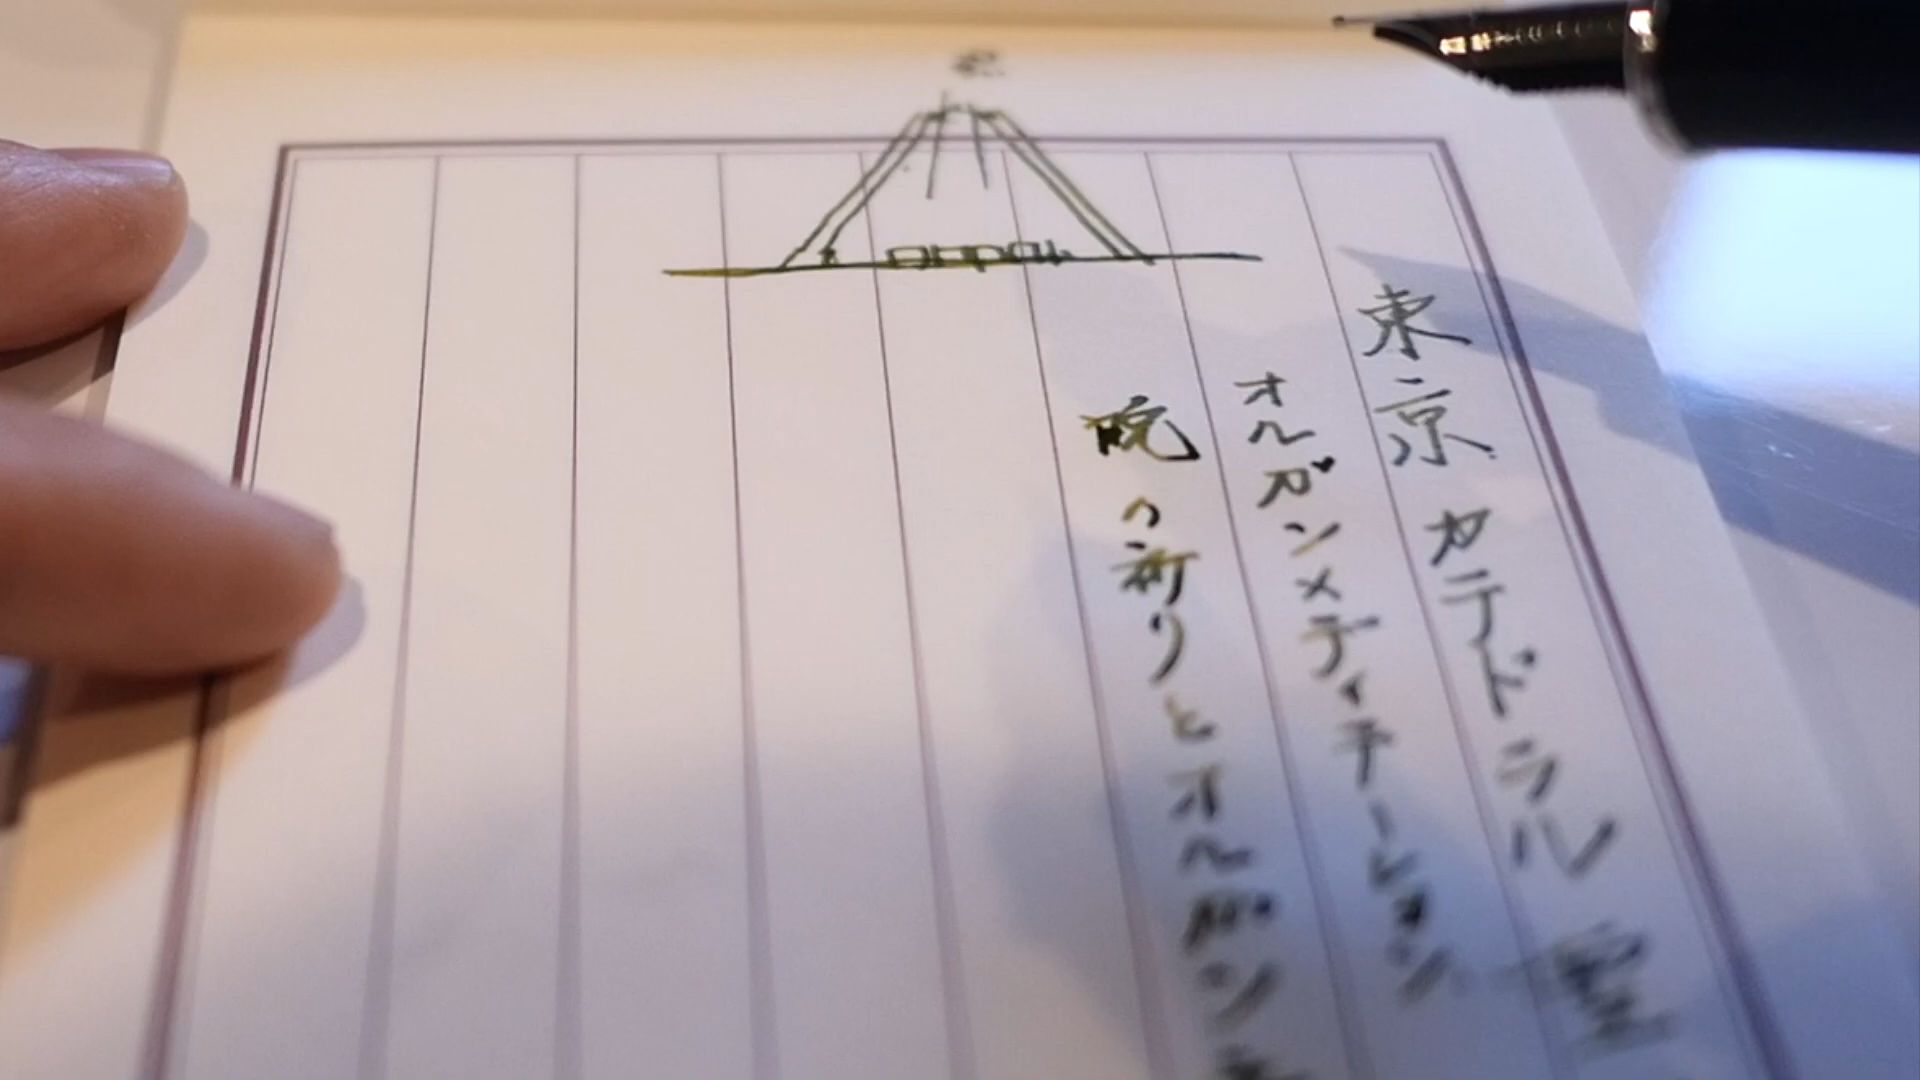 東京カテドラル聖
オルガンメディテーション
晩の祈りとオルガン